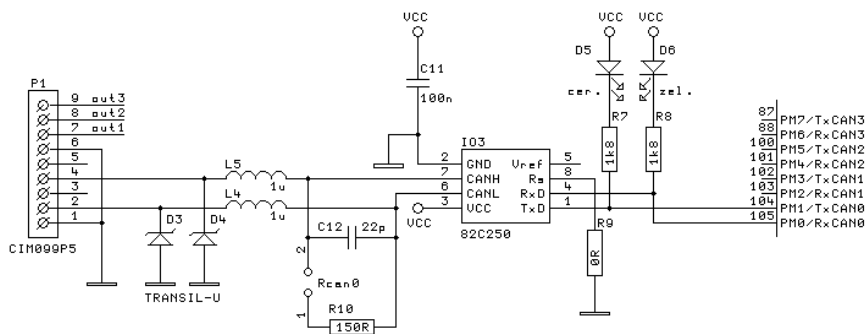 VCC
VCC
VCC
D5
D6
C11
100n
cer.
zel.
P1
9 out3
8 out2
7 out1
6
5
4
3
2
1
CIM099P5
L5
1u
L4
1u
D3
D4
TRANSIL-U
C12
22p
2
Rcan0
1
R10
150R
VCC
IO3
2 GND
7 CANH
6 CANL
3 VCC
Vref 5
Rs 8
RxD 4
TxD 1
82C250
R7
1k8
R8
1k8
R9
0R
87 PM7/TxCAN3
88 PM6/RxCAN3
100 PM5/TxCAN2
101 PM4/RxCAN2
102 PM3/TxCAN1
103 PM2/RxCAN1
104 PM1/TxCAN0
105 PM0/RxCAN0